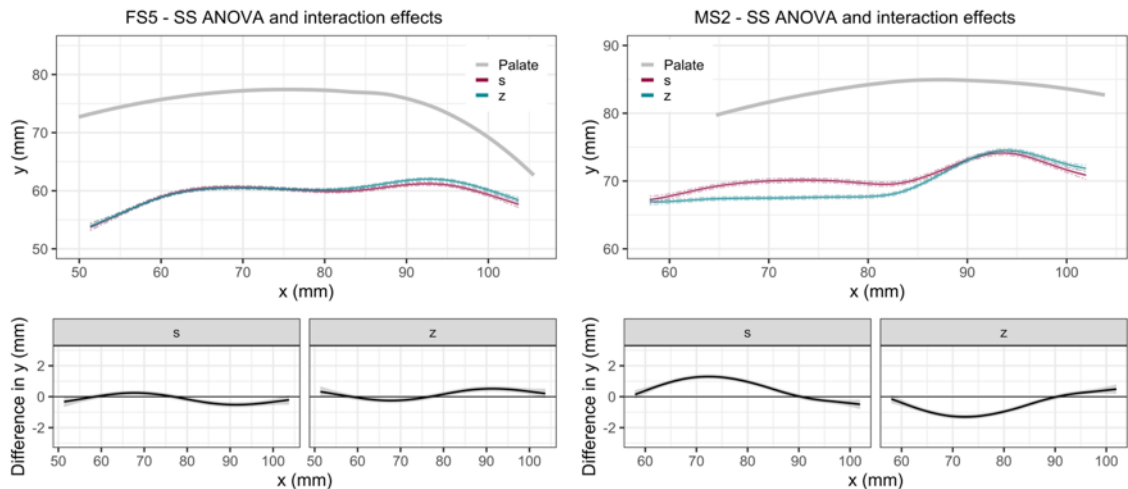 FS5 - SS ANOVA and interaction effects
80
70
60
50
y (mm)
Palate
s
z
50 60 70 80 90 100
x (mm)
s z
2
0
-2
Difference in y (mm)
50 60 70 80 90 100 50 60 70 80 90 100
x (mm)
MS2 - SS ANOVA and interaction effects
90
80
70
60
y (mm)
Palate
s
z
60 70 80 90 100
x (mm)
s z
2
0
-2
Difference in y (mm)
60 70 80 90 100 60 70 80 90 100
x (mm)